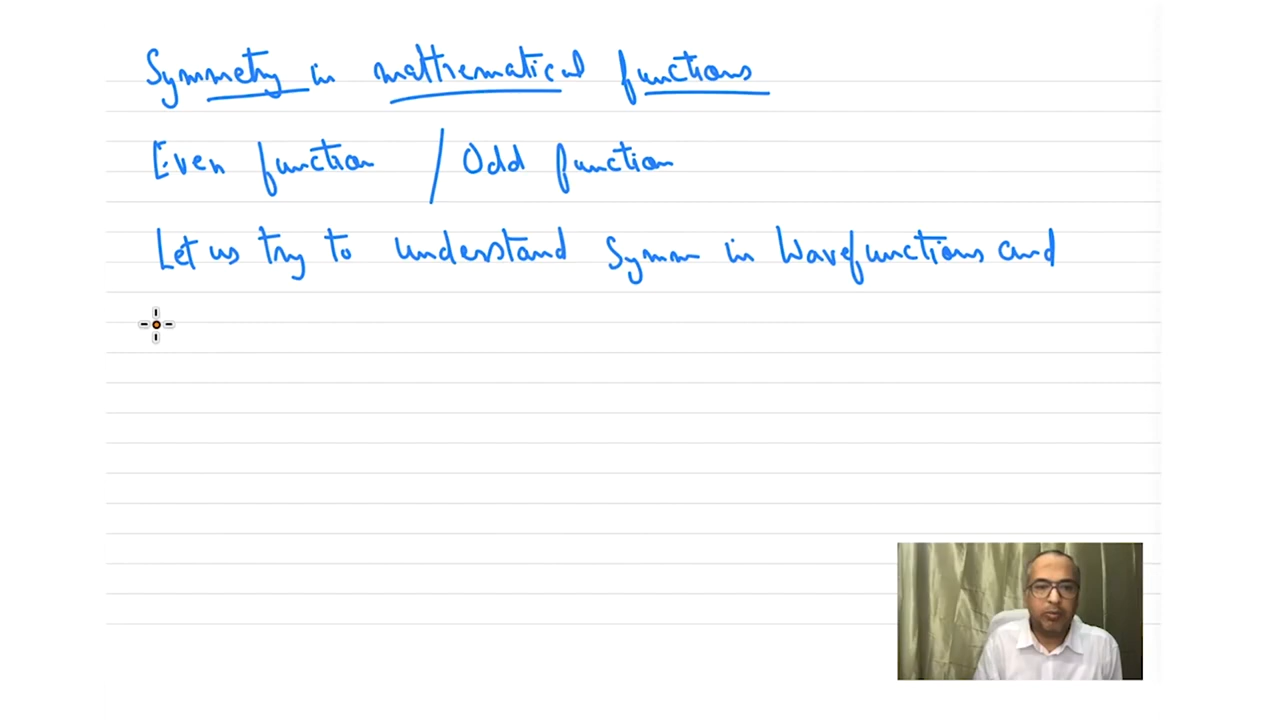 Symmetry in mathematical functions
Even function / Odd function
Let us try to understand Symm in Wavefunctions and